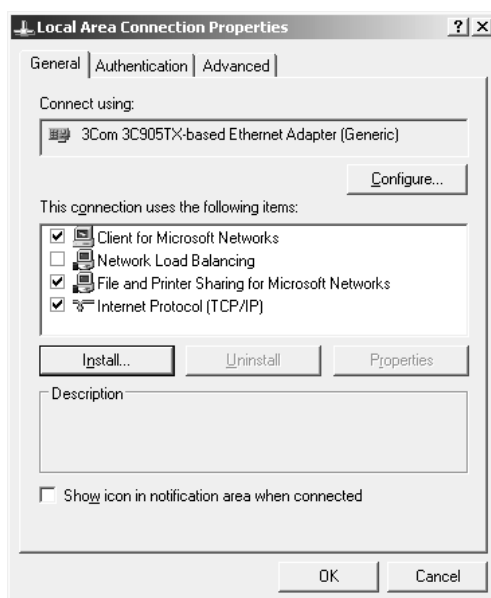 Local Area Connection Properties
General Authentication Advanced
Connect using:
3Com 3C905TX-based Ethernet Adapter (Generic)
Configure...
This connection uses the following items:
Client for Microsoft Networks
Network Load Balancing
File and Printer Sharing for Microsoft Networks
Internet Protocol (TCP/IP)
Install... Uninstall Properties
Description
Show icon in notification area when connected
OK Cancel